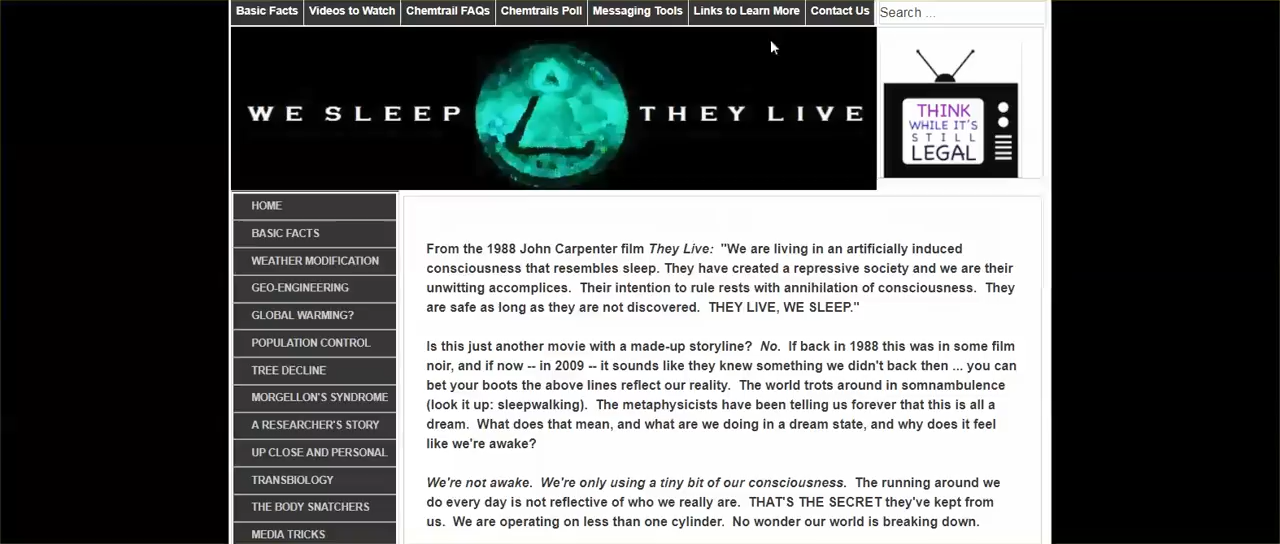 Basic Facts Videos to Watch Chemtrail FAQs Chemtrails Poll Messaging Tools Links to Learn More Contact Us Search ...
WE SLEEP THEY LIVE
THINK
WHILE IT'S
STILL
LEGAL
HOME
BASIC FACTS
WEATHER MODIFICATION
GEO-ENGINEERING
GLOBAL WARMING?
POPULATION CONTROL
TREE DECLINE
MORGELLON'S SYNDROME
A RESEARCHER'S STORY
UP CLOSE AND PERSONAL
TRANSBIOLOGY
THE BODY SNATCHERS
MEDIA TRICKS
From the 1988 John Carpenter film They Live: "We are living in an artificially induced
consciousness that resembles sleep. They have created a repressive society and we are their
unwitting accomplices. Their intention to rule rests with annihilation of consciousness. They
are safe as long as they are not discovered. THEY LIVE, WE SLEEP."
Is this just another movie with a made-up storyline? No. If back in 1988 this was in some film
noir, and if now -- in 2009 -- it sounds like they knew something we didn't back then ... you can
bet your boots the above lines reflect our reality. The world trots around in somnambulence
(look it up: sleepwalking). The metaphysicists have been telling us forever that this is all a
dream. What does that mean, and what are we doing in a dream state, and why does it feel
like we're awake?
We're not awake. We're only using a tiny bit of our consciousness. The running around we
do every day is not reflective of who we really are. THAT'S THE SECRET they've kept from
us. We are operating on less than one cylinder. No wonder our world is breaking down.